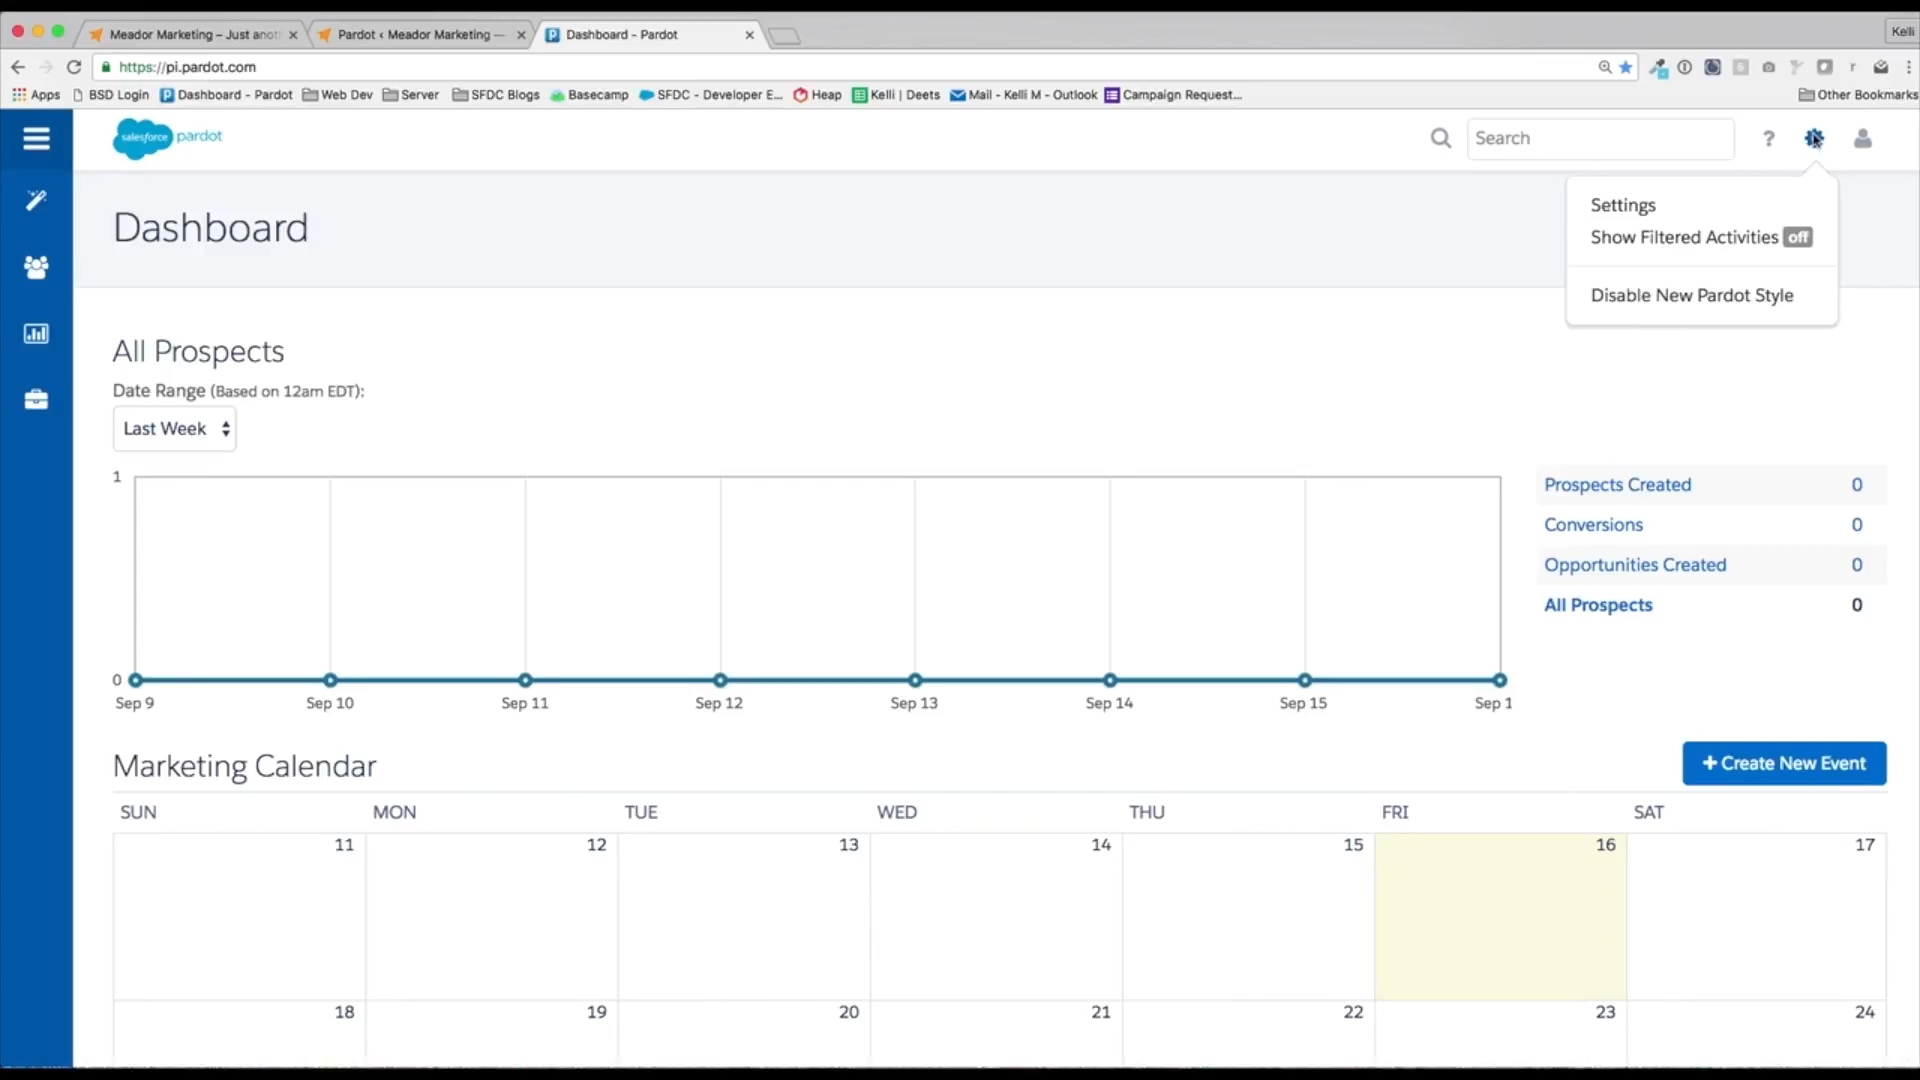 Meador Marketing – Just anot
Pardot ‹ Meador Marketing —
Dashboard - Pardot
Kelli
https://pi.pardot.com
Apps
BSD Login
Dashboard - Pardot
Web Dev
Server
SFDC Blogs
Basecamp
SFDC - Developer E...
Heap
Kelli | Deets
Mail - Kelli M - Outlook
Campaign Request...
Other Bookmarks
salesforce pardot
Search
?
Dashboard
Settings
Show Filtered Activities off
Disable New Pardot Style
All Prospects
Date Range (Based on 12am EDT):
Last Week
1
0
Sep 9
Sep 10
Sep 11
Sep 12
Sep 13
Sep 14
Sep 15
Sep 1
Prospects Created 0
Conversions 0
Opportunities Created 0
All Prospects 0
Marketing Calendar
+ Create New Event
SUN MON TUE WED THU FRI SAT
11 12 13 14 15 16 17
18 19 20 21 22 23 24